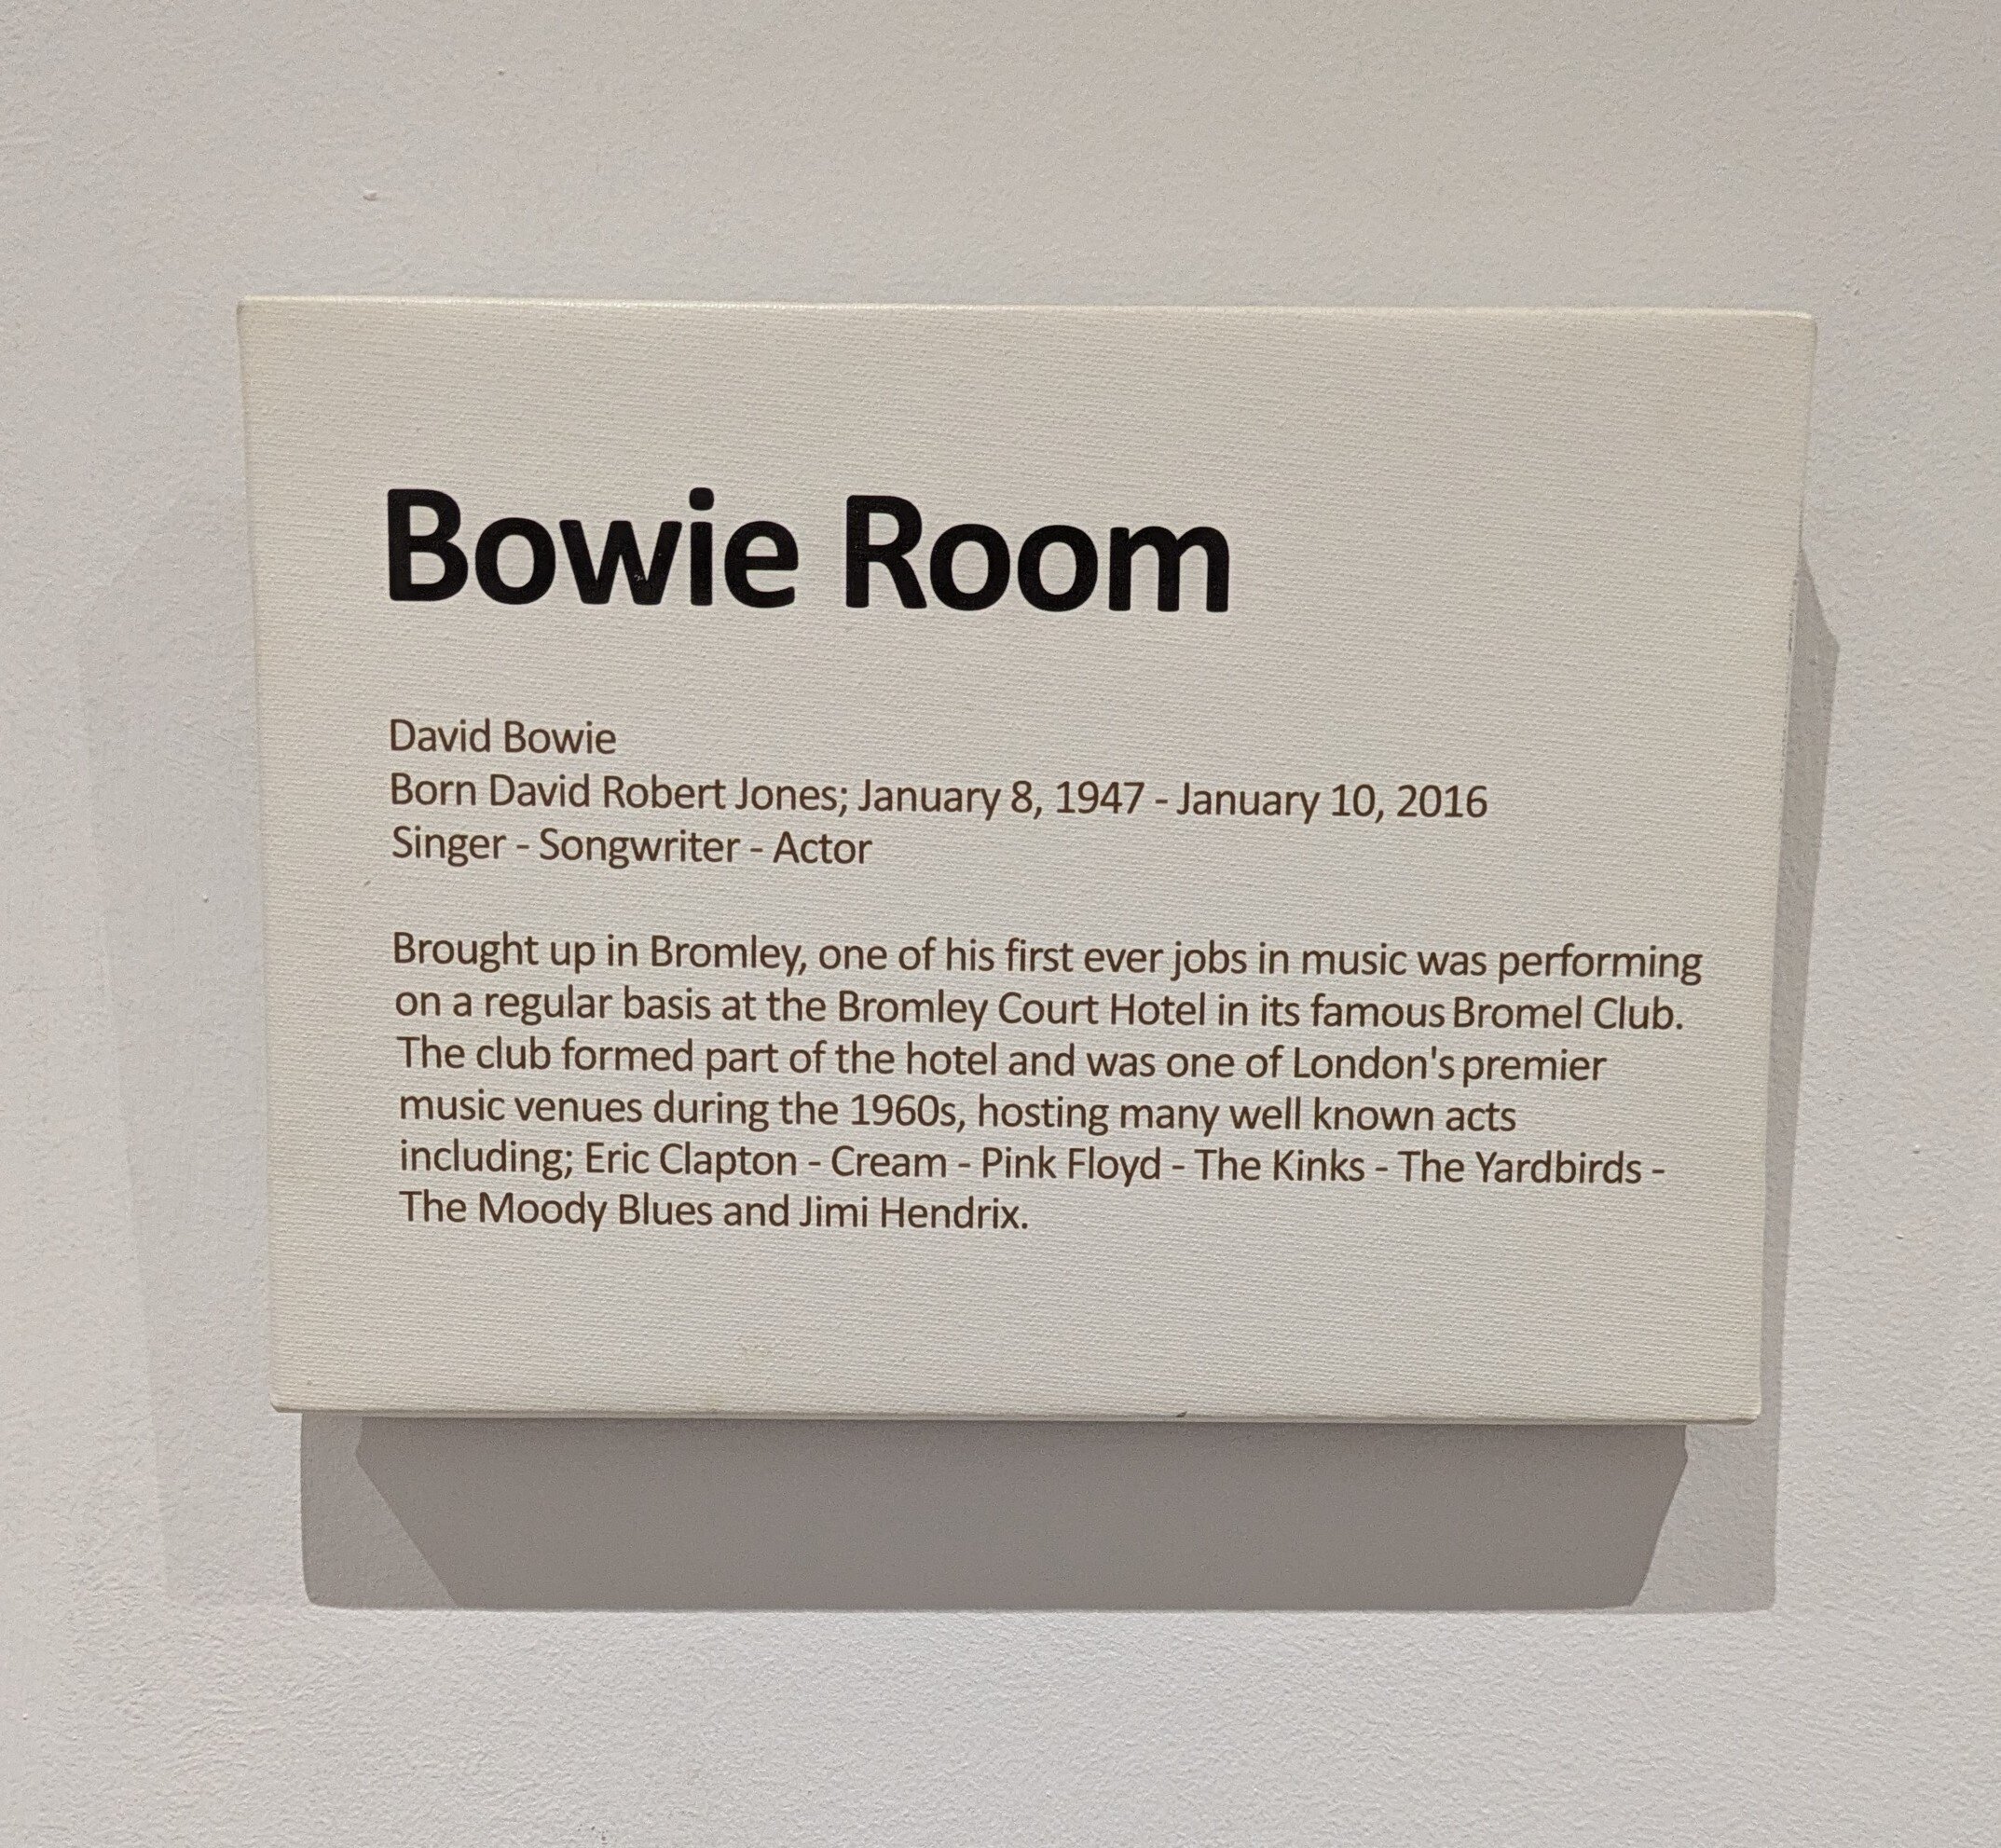 Bowie Room
David Bowie
Born David Robert Jones; January 8, 1947 - January 10, 2016
Singer - Songwriter - Actor
Brought up in Bromley, one of his first ever jobs in music was performing
on a regular basis at the Bromley Court Hotel in its famous Bromel Club.
The club formed part of the hotel and was one of London's premier
music venues during the 1960s, hosting many well known acts
including; Eric Clapton - Cream - Pink Floyd - The Kinks - The Yardbirds -
The Moody Blues and Jimi Hendrix.